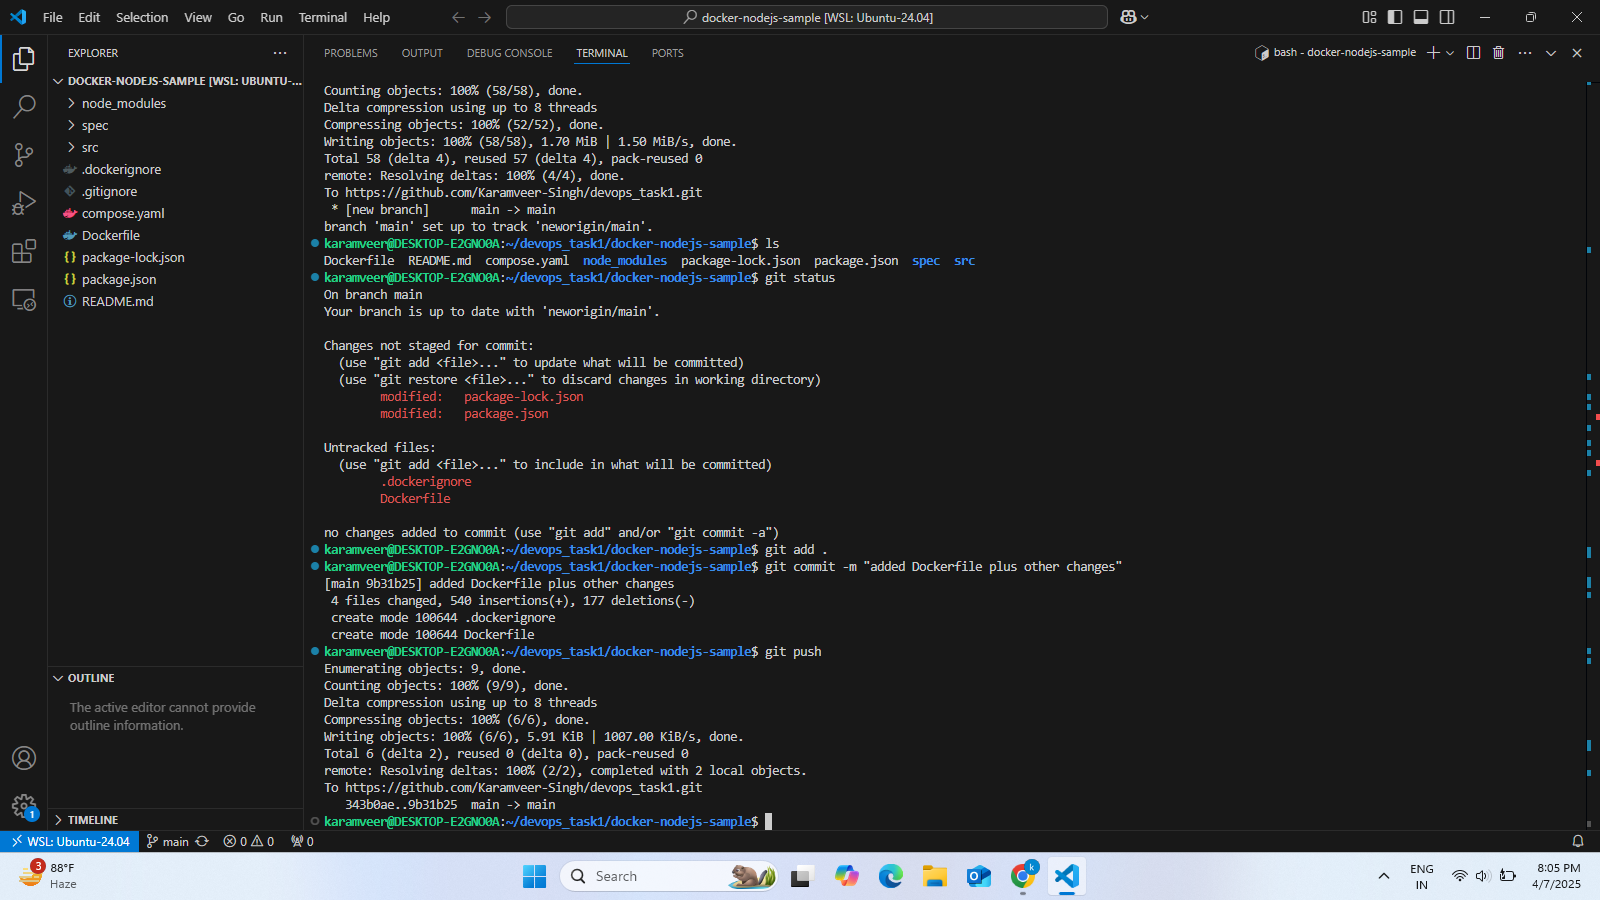 File Edit Selection View Go Run Terminal Help
docker-nodejs-sample [WSL: Ubuntu-24.04]
EXPLORER
DOCKER-NODEJS-SAMPLE [WSL: UBUNTU-...
node_modules
spec
src
.dockerignore
.gitignore
compose.yaml
Dockerfile
package-lock.json
package.json
README.md
OUTLINE
The active editor cannot provide
outline information.
TIMELINE
PROBLEMS OUTPUT DEBUG CONSOLE TERMINAL PORTS
bash - docker-nodejs-sample
Counting objects: 100% (58/58), done.
Delta compression using up to 8 threads
Compressing objects: 100% (52/52), done.
Writing objects: 100% (58/58), 1.70 MiB | 1.50 MiB/s, done.
Total 58 (delta 4), reused 57 (delta 4), pack-reused 0
remote: Resolving deltas: 100% (4/4), done.
To https://github.com/Karamveer-Singh/devops_task1.git
 * [new branch]      main -> main
branch 'main' set up to track 'neworigin/main'.
karamveer@DESKTOP-E2GNO0A:~/devops_task1/docker-nodejs-sample$ ls
Dockerfile  README.md  compose.yaml  node_modules  package-lock.json  package.json  spec  src
karamveer@DESKTOP-E2GNO0A:~/devops_task1/docker-nodejs-sample$ git status
On branch main
Your branch is up to date with 'neworigin/main'.
Changes not staged for commit:
  (use "git add <file>..." to update what will be committed)
  (use "git restore <file>..." to discard changes in working directory)
        modified:   package-lock.json
        modified:   package.json
Untracked files:
  (use "git add <file>..." to include in what will be committed)
        .dockerignore
        Dockerfile
no changes added to commit (use "git add" and/or "git commit -a")
karamveer@DESKTOP-E2GNO0A:~/devops_task1/docker-nodejs-sample$ git add .
karamveer@DESKTOP-E2GNO0A:~/devops_task1/docker-nodejs-sample$ git commit -m "added Dockerfile plus other changes"
[main 9b31b25] added Dockerfile plus other changes
 4 files changed, 540 insertions(+), 177 deletions(-)
 create mode 100644 .dockerignore
 create mode 100644 Dockerfile
karamveer@DESKTOP-E2GNO0A:~/devops_task1/docker-nodejs-sample$ git push
Enumerating objects: 9, done.
Counting objects: 100% (9/9), done.
Delta compression using up to 8 threads
Compressing objects: 100% (6/6), done.
Writing objects: 100% (6/6), 5.91 KiB | 1007.00 KiB/s, done.
Total 6 (delta 2), reused 0 (delta 0), pack-reused 0
remote: Resolving deltas: 100% (2/2), completed with 2 local objects.
To https://github.com/Karamveer-Singh/devops_task1.git
   343b0ae..9b31b25  main -> main
karamveer@DESKTOP-E2GNO0A:~/devops_task1/docker-nodejs-sample$
1
WSL: Ubuntu-24.04 main 0 0 0
3
88°F
Haze
Search
k
ENG
IN
8:05 PM
4/7/2025